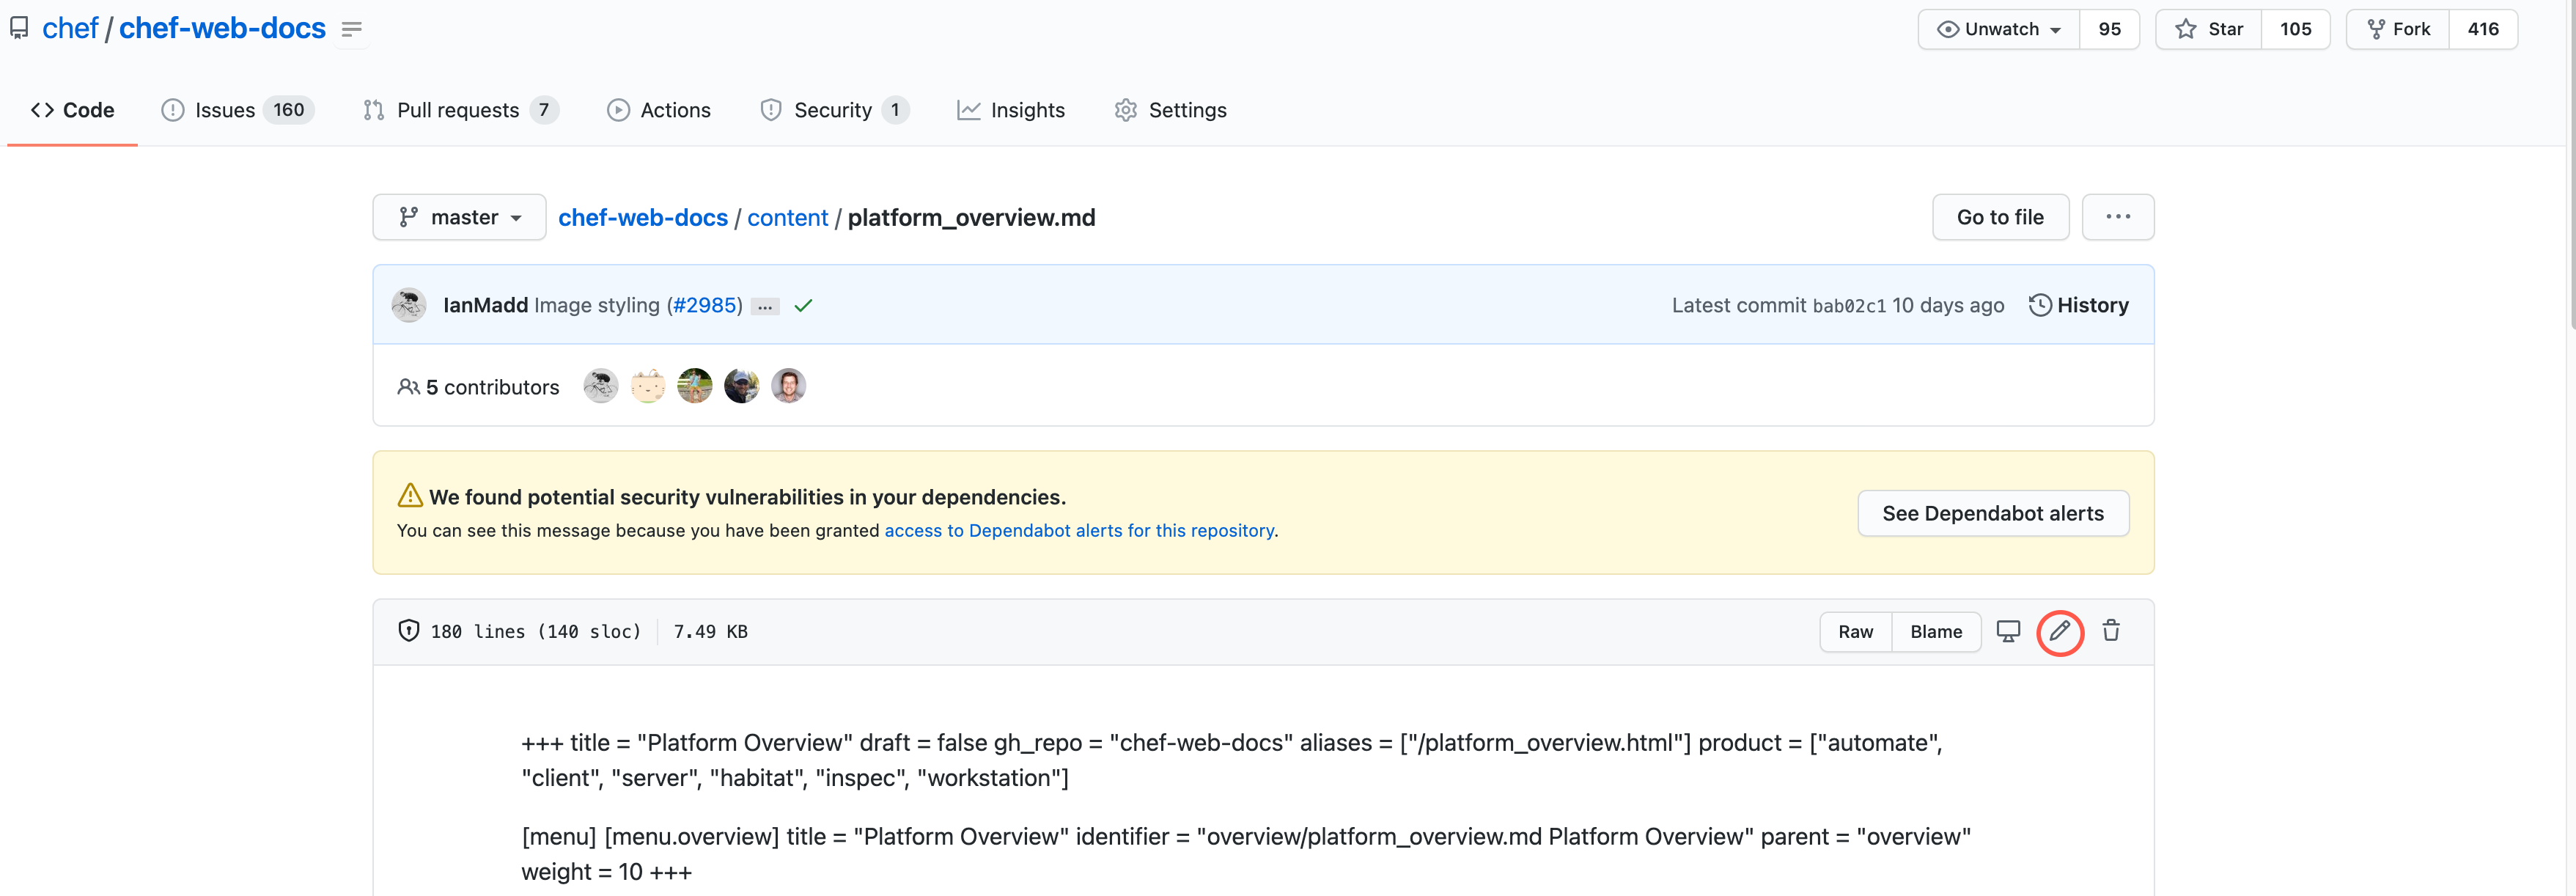 chef / chef-web-docs
Unwatch 95 Star 105 Fork 416
Code Issues 160 Pull requests 7 Actions Security 1 Insights Settings
master chef-web-docs / content / platform_overview.md Go to file ...
IanMadd Image styling (#2985) ... Latest commit bab02c1 10 days ago History
5 contributors
We found potential security vulnerabilities in your dependencies.
You can see this message because you have been granted access to Dependabot alerts for this repository.
See Dependabot alerts
180 lines (140 sloc) 7.49 KB Raw Blame
+++ title = "Platform Overview" draft = false gh_repo = "chef-web-docs" aliases = ["/platform_overview.html"] product = ["automate",
"client", "server", "habitat", "inspec", "workstation"]
[menu] [menu.overview] title = "Platform Overview" identifier = "overview/platform_overview.md Platform Overview" parent = "overview"
weight = 10 +++